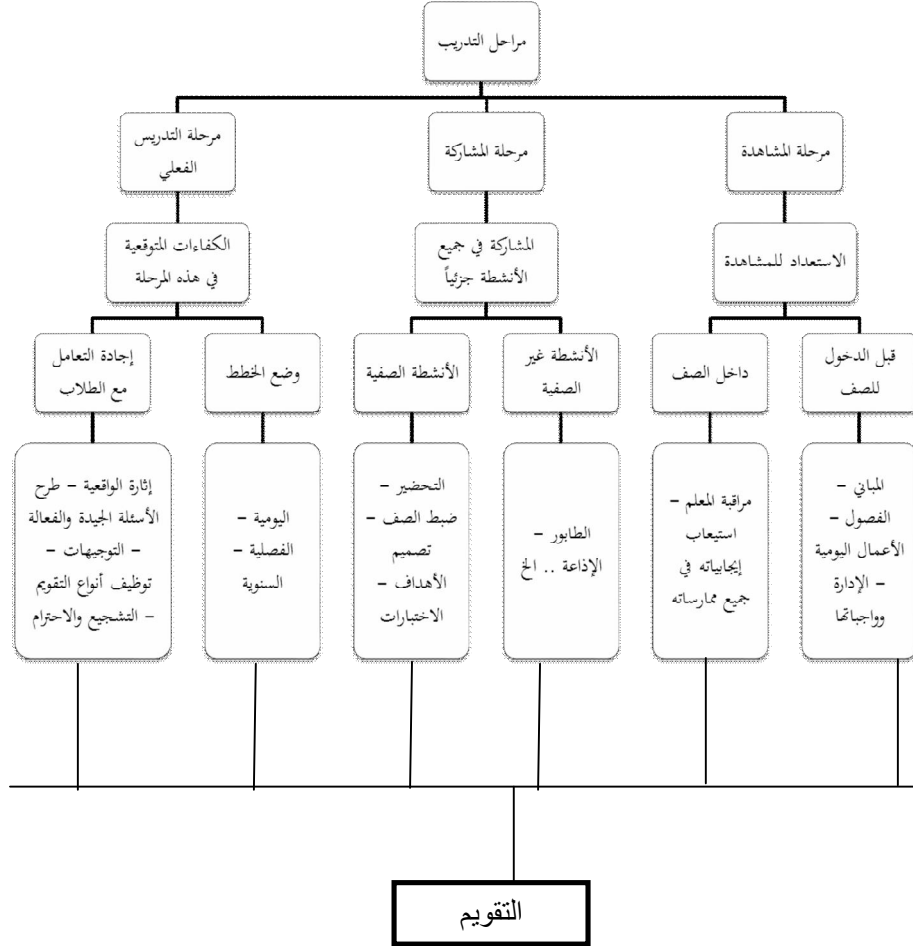 مراحل التدريب
مرحلة المشاهدة
مرحلة المشاركة
مرحلة التدريس
الفعلي
الاستعداد للمشاهدة
المشاركة في جميع
الأنشطة جزئياً
الكفاءات المتوقعية
في هذه المرحلة
قبل الدخول
للصف
داخل الصف
الأنشطة غير
الصفية
الأنشطة الصفية
وضع الخطط
إجادة التعامل
مع الطلاب
المباني –
الفصول –
الأعمال اليومية
– الإدارة
وواجباتها
مراقبة المعلم –
استيعاب
إيجابياته في
جميع ممارساته
الطابور –
الإذاعة .. الخ
التحضير –
ضبط الصف –
تصميم
الأهداف –
الاختبارات
اليومية –
الفصلية –
السنوية
إثارة الواقعية – طرح
الأسئلة الجيدة والفعالة
– التوجيهات –
توظيف أنواع التقويم
– التشجيع والاحترام
التقويم